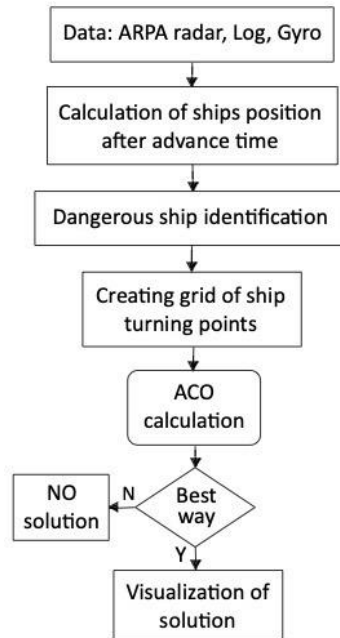 Data: ARPA radar, Log, Gyro
Calculation of ships position
after advance time
Dangerous ship identification
Creating grid of ship
turning points
ACO
calculation
Best
way
N
NO
solution
Y
Visualization of
solution